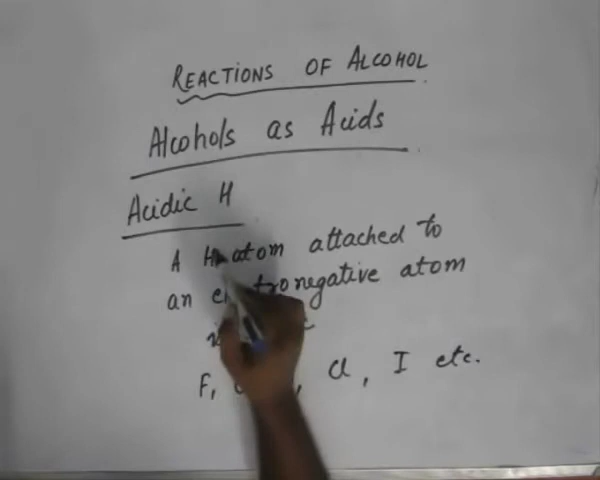 REACTIONS OF ALCOHOL
Alcohols as Acids
Acidic H
A H atom attached to
an electronegative atom
F, Cl, I etc.